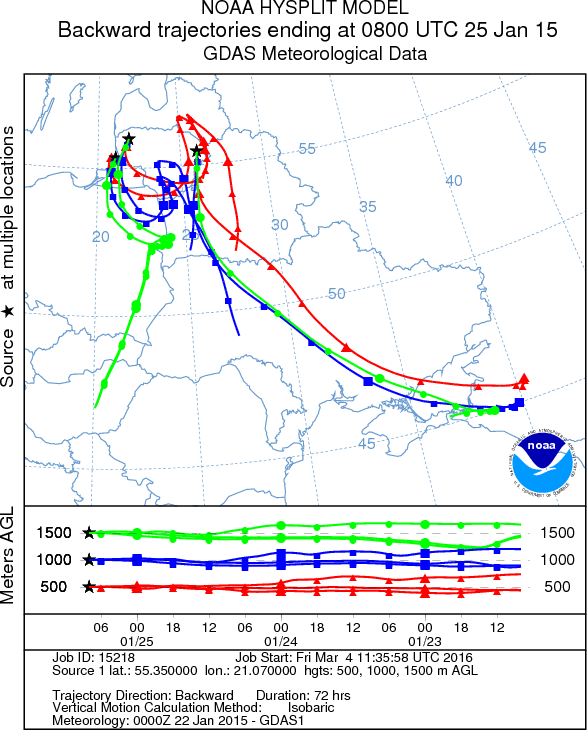 NOAA HYSPLIT MODEL
Backward trajectories ending at 0800 UTC 25 Jan 15
GDAS Meteorological Data
Source ★ at multiple locations
55
45
40
35
30
25
20
50
45
noaa
Meters AGL
1500 1500
1000 1000
500 500
06 00 18 12 06 00 18 12 06 00 18 12
01/25 01/24 01/23
Job ID: 15218 Job Start: Fri Mar 4 11:35:58 UTC 2016
Source 1 lat.: 55.350000 lon.: 21.070000 hgts: 500, 1000, 1500 m AGL
Trajectory Direction: Backward Duration: 72 hrs
Vertical Motion Calculation Method: Isobaric
Meteorology: 0000Z 22 Jan 2015 - GDAS1